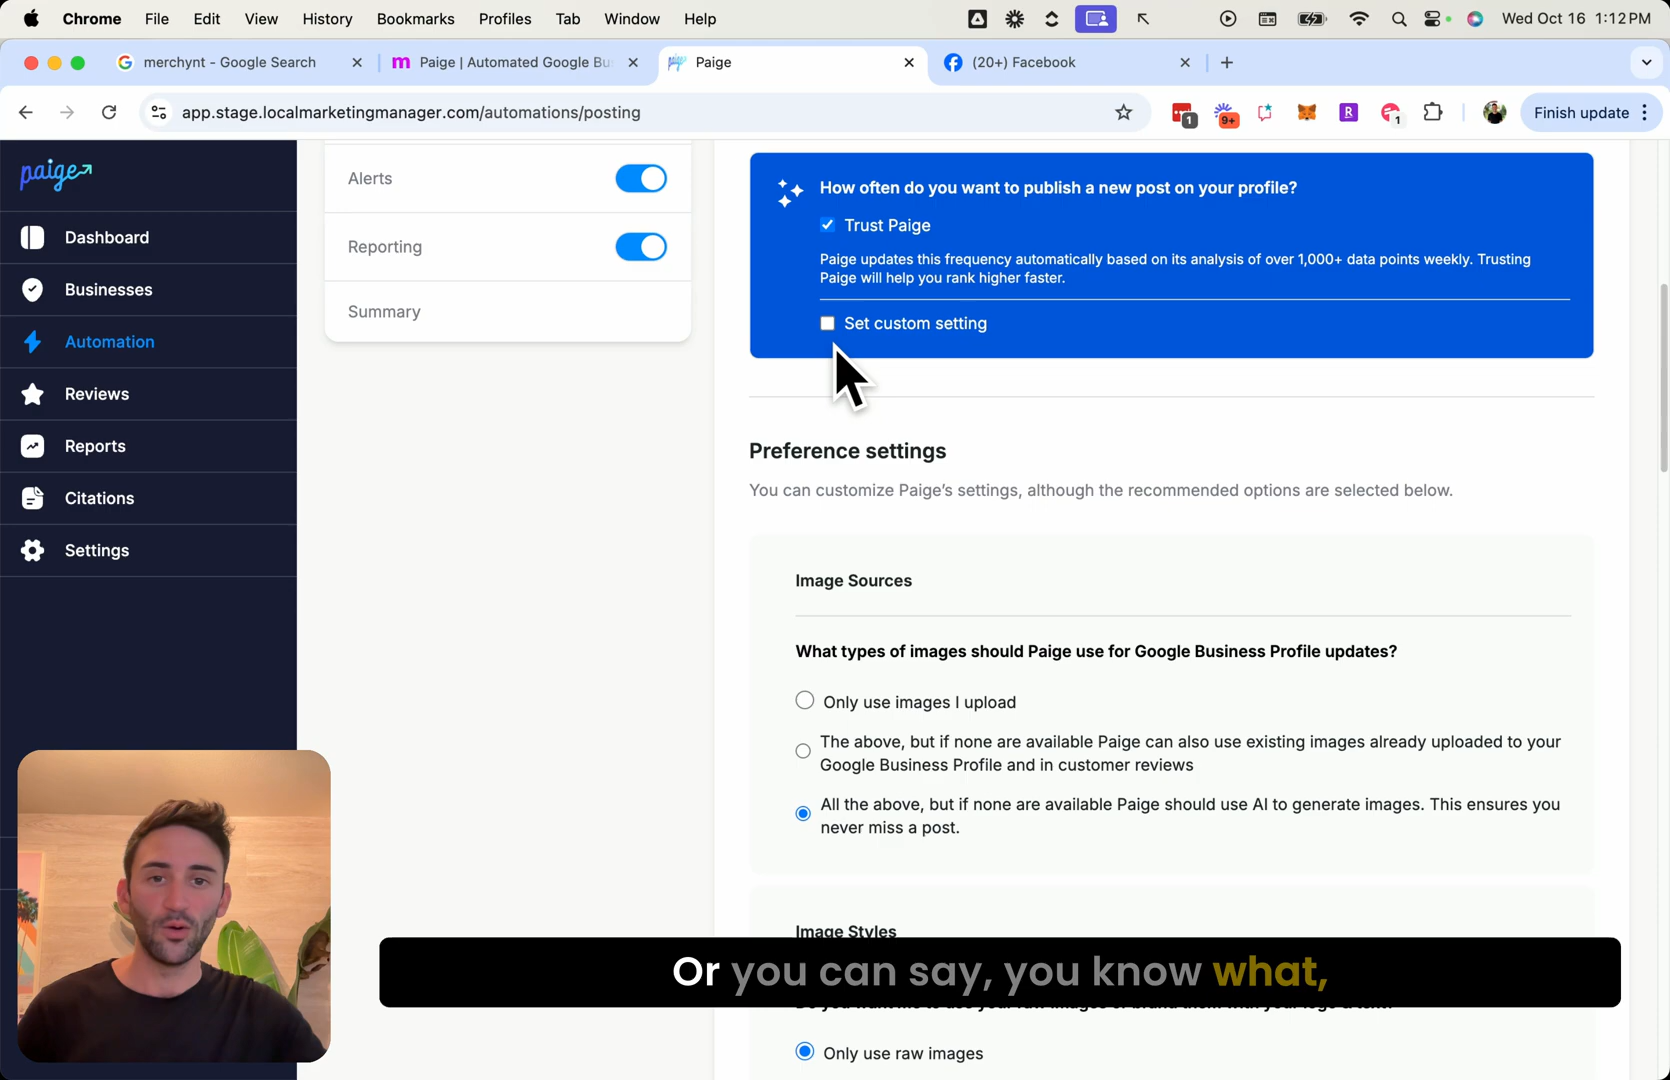 Chrome File Edit View History Bookmarks Profiles Tab Window Help Wed Oct 16 1:12 PM
merchynt - Google Search
Paige | Automated Google Bu
Paige
(20+) Facebook
app.stage.localmarketingmanager.com/automations/posting
1
9+
R
1
Finish update
paige
Dashboard
Businesses
Automation
Reviews
Reports
Citations
Settings
Alerts
Reporting
Summary
How often do you want to publish a new post on your profile?
Trust Paige
Paige updates this frequency automatically based on its analysis of over 1,000+ data points weekly. Trusting
Paige will help you rank higher faster.
Set custom setting
Preference settings
You can customize Paige’s settings, although the recommended options are selected below.
Image Sources
What types of images should Paige use for Google Business Profile updates?
Only use images I upload
The above, but if none are available Paige can also use existing images already uploaded to your
Google Business Profile and in customer reviews
All the above, but if none are available Paige should use AI to generate images. This ensures you
never miss a post.
Image Styles
Or you can say, you know what,
Only use raw images